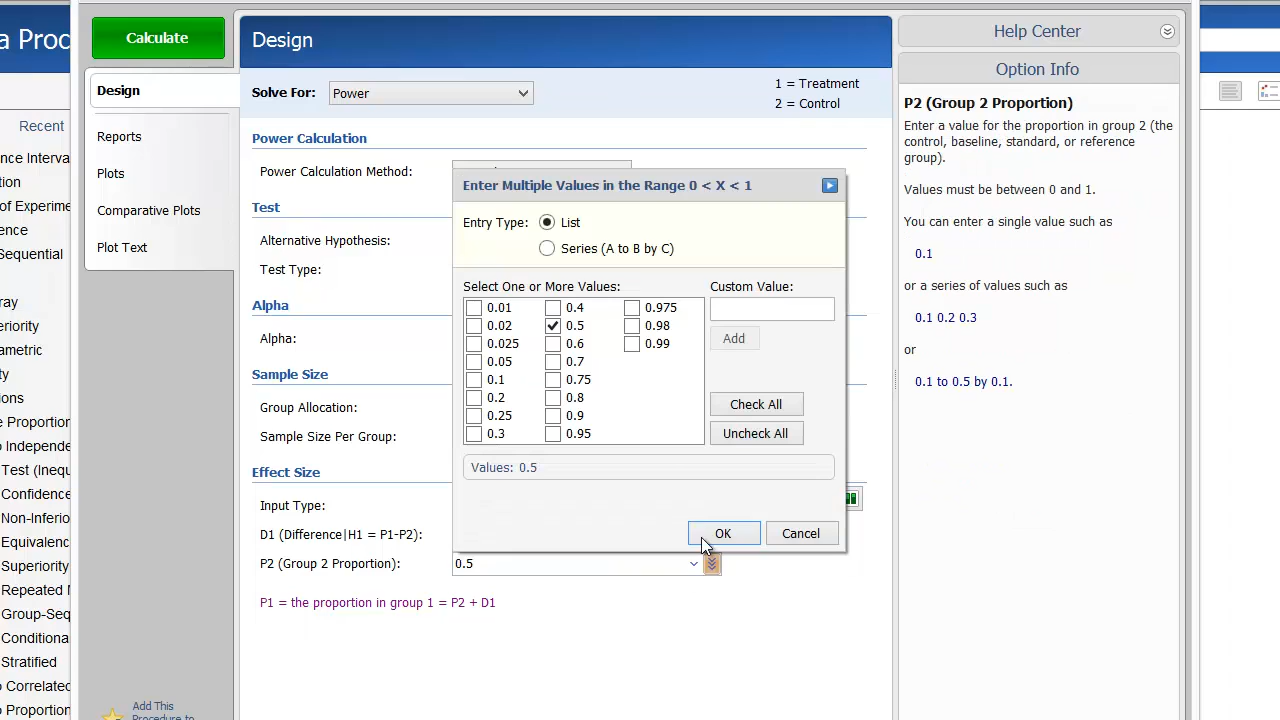 a Proc
Recent
ence Interva
tion
of Experime
ence
Sequential
ray
eriority
ametric
ty
ions
e Proportion
o Independe
Test (Inequ
Confidence
Non-Inferio
Equivalenc
Superiority
Repeated M
Group-Seq
Conditiona
Stratified
o Correlated
o Proportion
Calculate
Design
Reports
Plots
Comparative Plots
Plot Text
Add This
Procedure to
Design
Solve For:
Power
1 = Treatment
2 = Control
Power Calculation
Power Calculation Method:
Test
Alternative Hypothesis:
Test Type:
Alpha
Alpha:
Sample Size
Group Allocation:
Sample Size Per Group:
Effect Size
Input Type:
D1 (Difference|H1 = P1-P2):
P2 (Group 2 Proportion):
0.5
P1 = the proportion in group 1 = P2 + D1
Enter Multiple Values in the Range 0 < X < 1
Entry Type:
List
Series (A to B by C)
Select One or More Values:
Custom Value:
0.01 0.4 0.975
0.02 0.5 0.98
0.025 0.6 0.99
0.05 0.7
0.1 0.75
0.2 0.8
0.25 0.9
0.3 0.95
Add
Check All
Uncheck All
Values: 0.5
OK
Cancel
Help Center
Option Info
P2 (Group 2 Proportion)
Enter a value for the proportion in group 2 (the
control, baseline, standard, or reference
group).
Values must be between 0 and 1.
You can enter a single value such as
0.1
or a series of values such as
0.1 0.2 0.3
or
0.1 to 0.5 by 0.1.